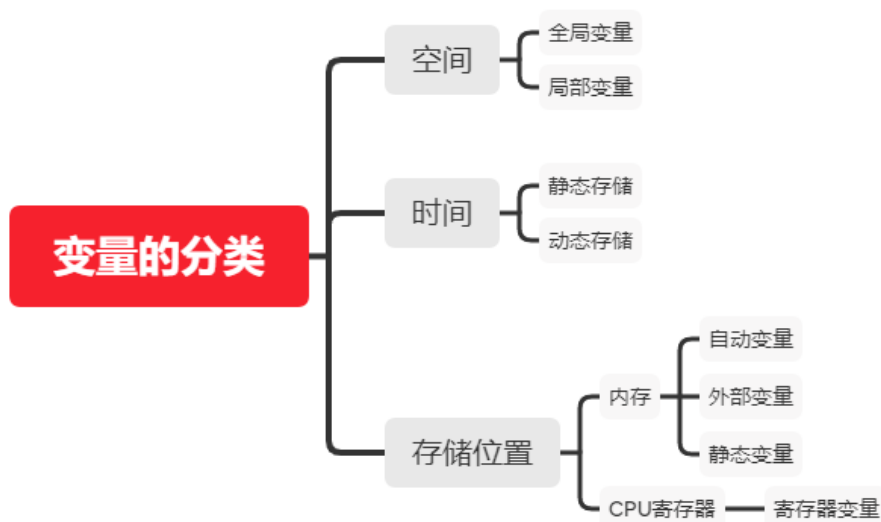 变量的分类
空间
全局变量
局部变量
时间
静态存储
动态存储
存储位置
内存
自动变量
外部变量
静态变量
CPU寄存器
寄存器变量